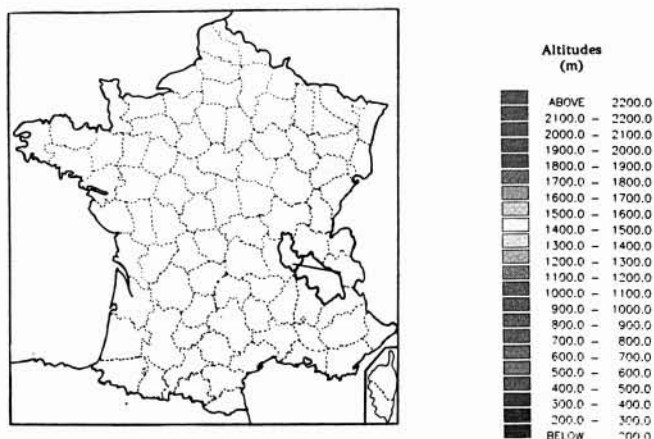 Altitudes
(m)
ABOVE 2200.0
2100.0 – 2200.0
2000.0 – 2100.0
1900.0 – 2000.0
1800.0 – 1900.0
1700.0 – 1800.0
1600.0 – 1700.0
1500.0 – 1600.0
1400.0 – 1500.0
1300.0 – 1400.0
1200.0 – 1300.0
1100.0 – 1200.0
1000.0 – 1100.0
900.0 – 1000.0
800.0 – 900.0
700.0 – 800.0
600.0 – 700.0
500.0 – 600.0
400.0 – 500.0
300.0 – 400.0
200.0 – 300.0
BELOW 200.0